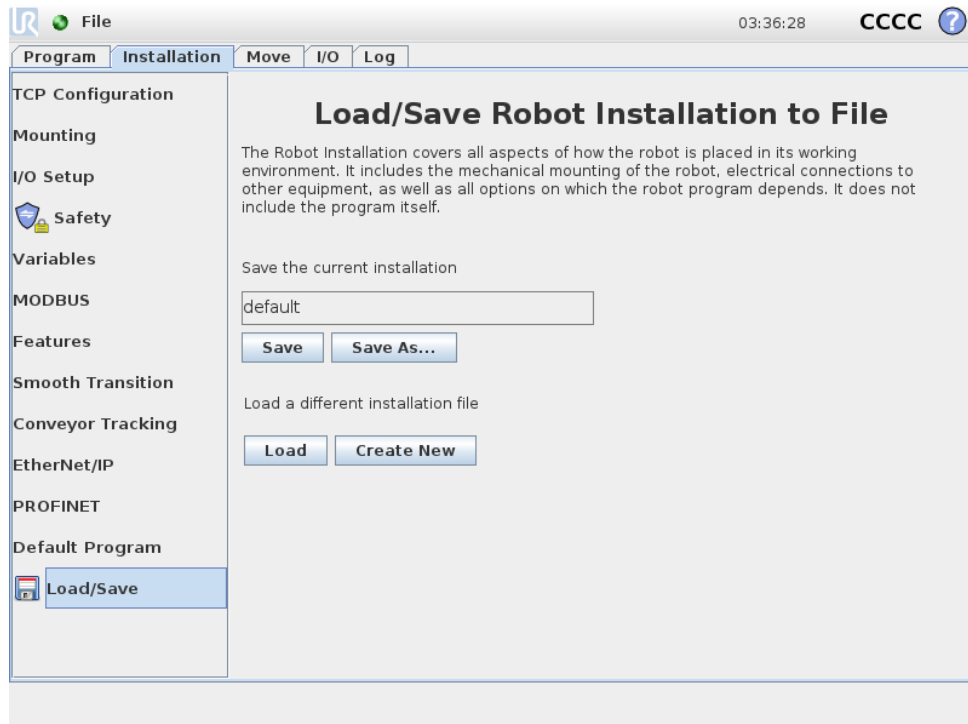 UR File 03:36:28 CCCC ?
Program Installation Move I/O Log
TCP Configuration
Mounting
I/O Setup
Safety
Variables
MODBUS
Features
Smooth Transition
Conveyor Tracking
EtherNet/IP
PROFINET
Default Program
Load/Save
Load/Save Robot Installation to File
The Robot Installation covers all aspects of how the robot is placed in its working
environment. It includes the mechanical mounting of the robot, electrical connections to
other equipment, as well as all options on which the robot program depends. It does not
include the program itself.
Save the current installation
default
Save Save As...
Load a different installation file
Load Create New